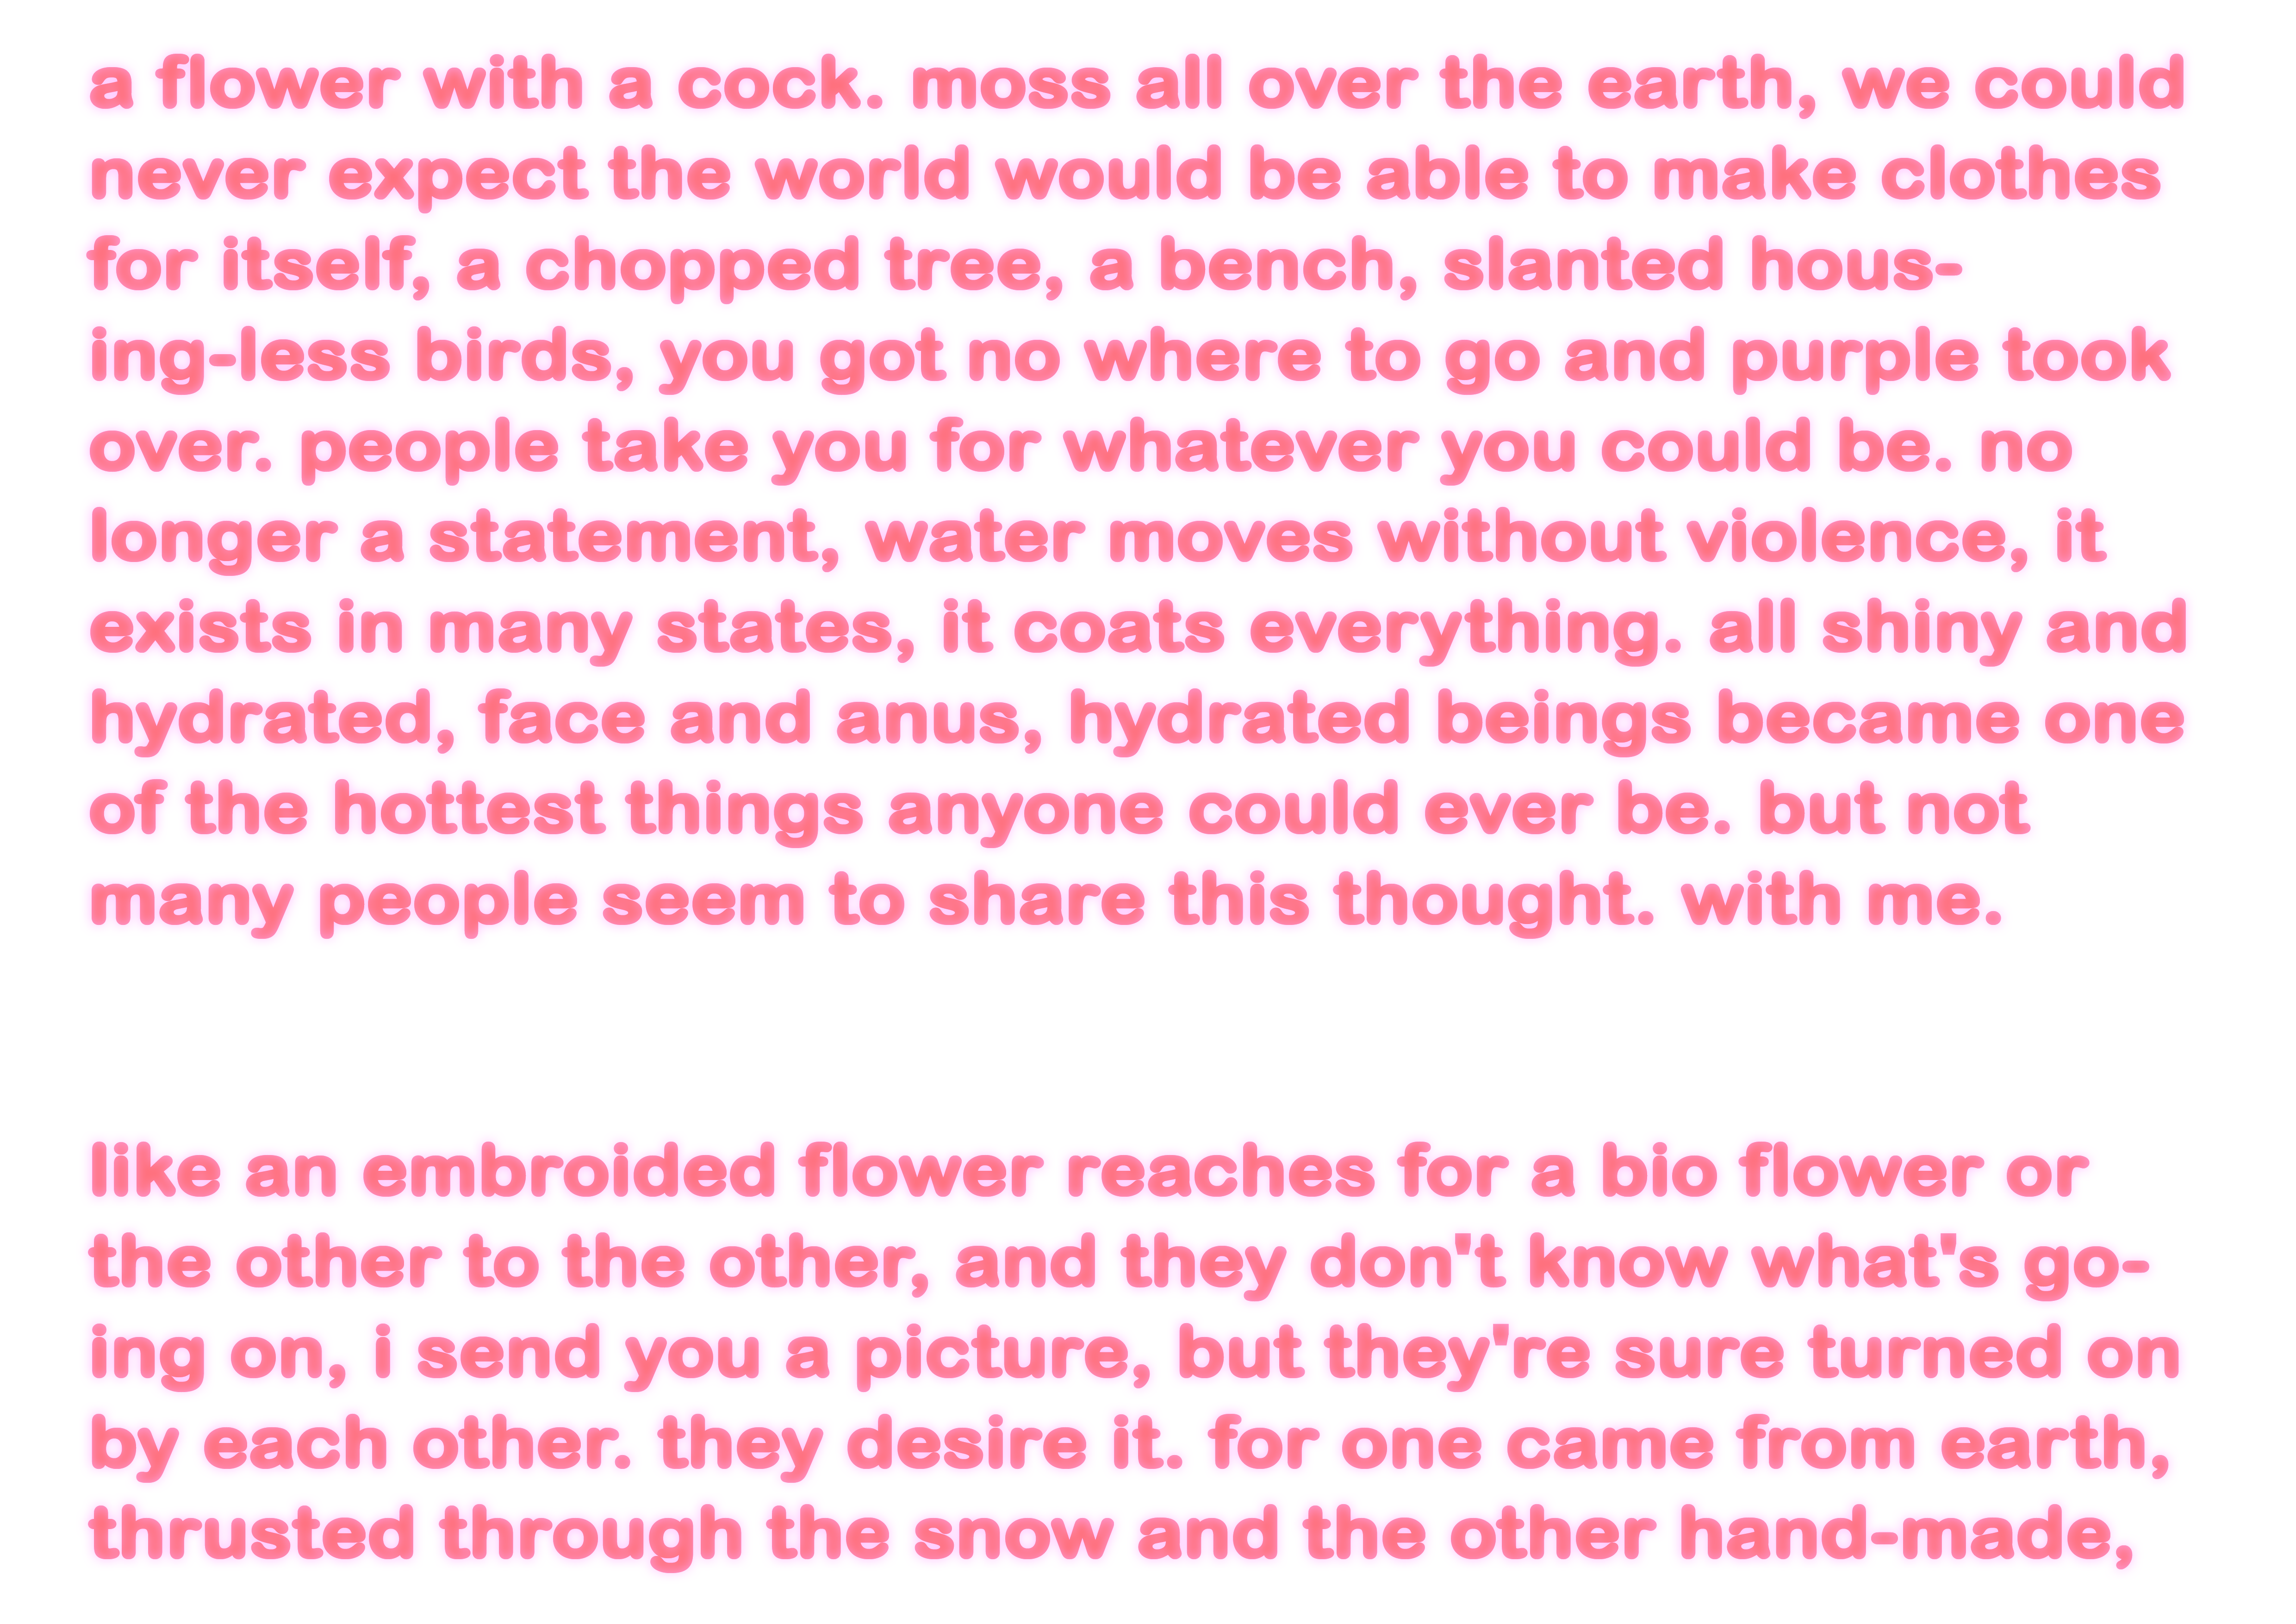 a flower with a cock. moss all over the earth, we could
never expect the world would be able to make clothes
for itself, a chopped tree, a bench, slanted hous-
ing-less birds, you got no where to go and purple took
over. people take you for whatever you could be. no
longer a statement, water moves without violence, it
exists in many states, it coats everything. all shiny and
hydrated, face and anus, hydrated beings became one
of the hottest things anyone could ever be. but not
many people seem to share this thought. with me.
like an embroided flower reaches for a bio flower or
the other to the other, and they don't know what's go-
ing on, i send you a picture, but they're sure turned on
by each other. they desire it. for one came from earth,
thrusted through the snow and the other hand-made,